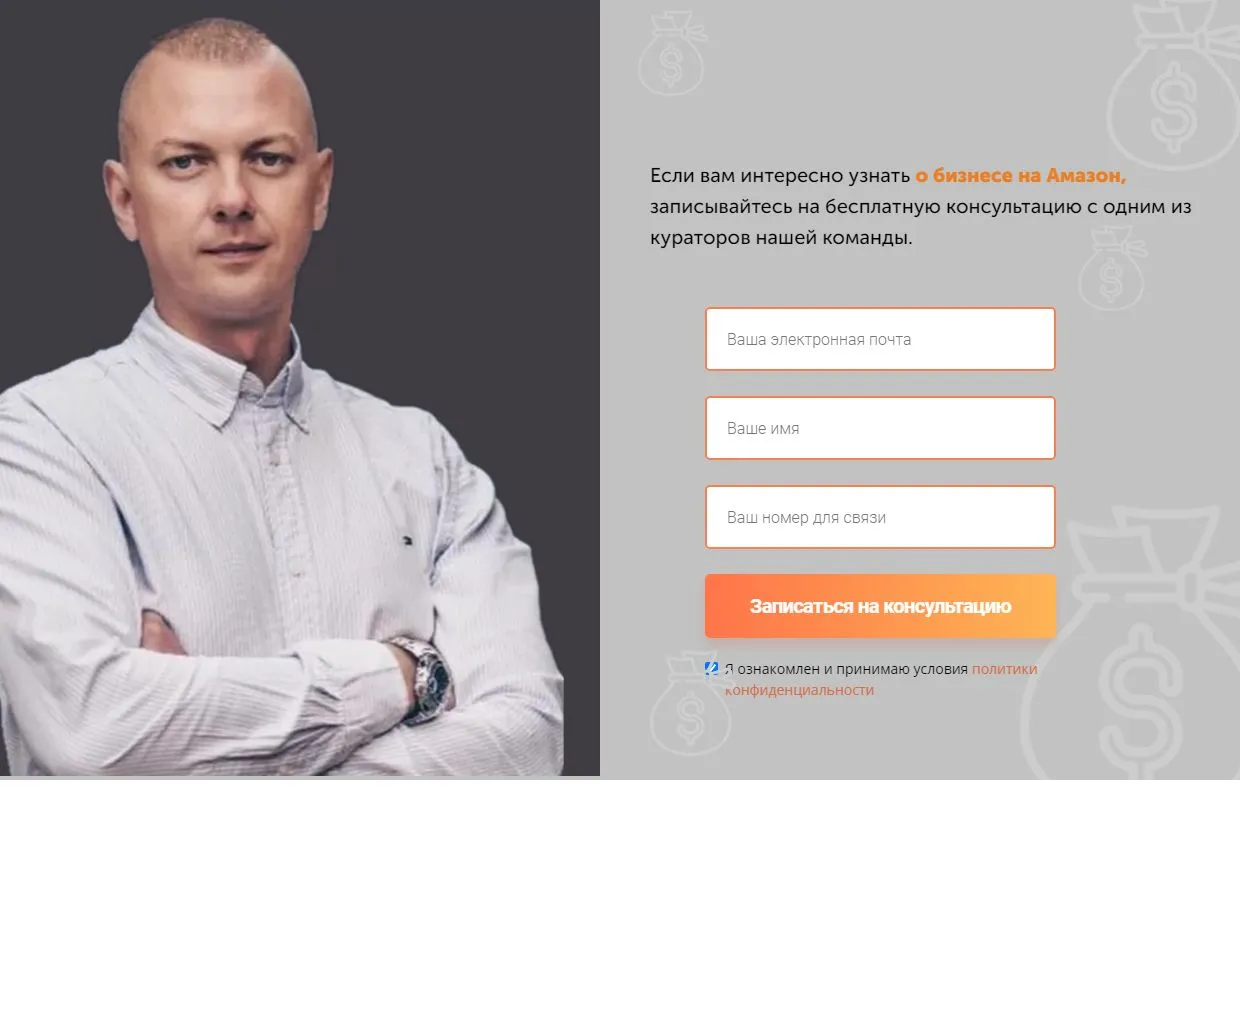 Если вам интересно узнать о бизнесе на Амазон,
записывайтесь на бесплатную консультацию с одним из
кураторов нашей команды.
Ваша электронная почта
Ваше имя
Ваш номер для связи
Записаться на консультацию
Я ознакомлен и принимаю условия политики
конфиденциальности